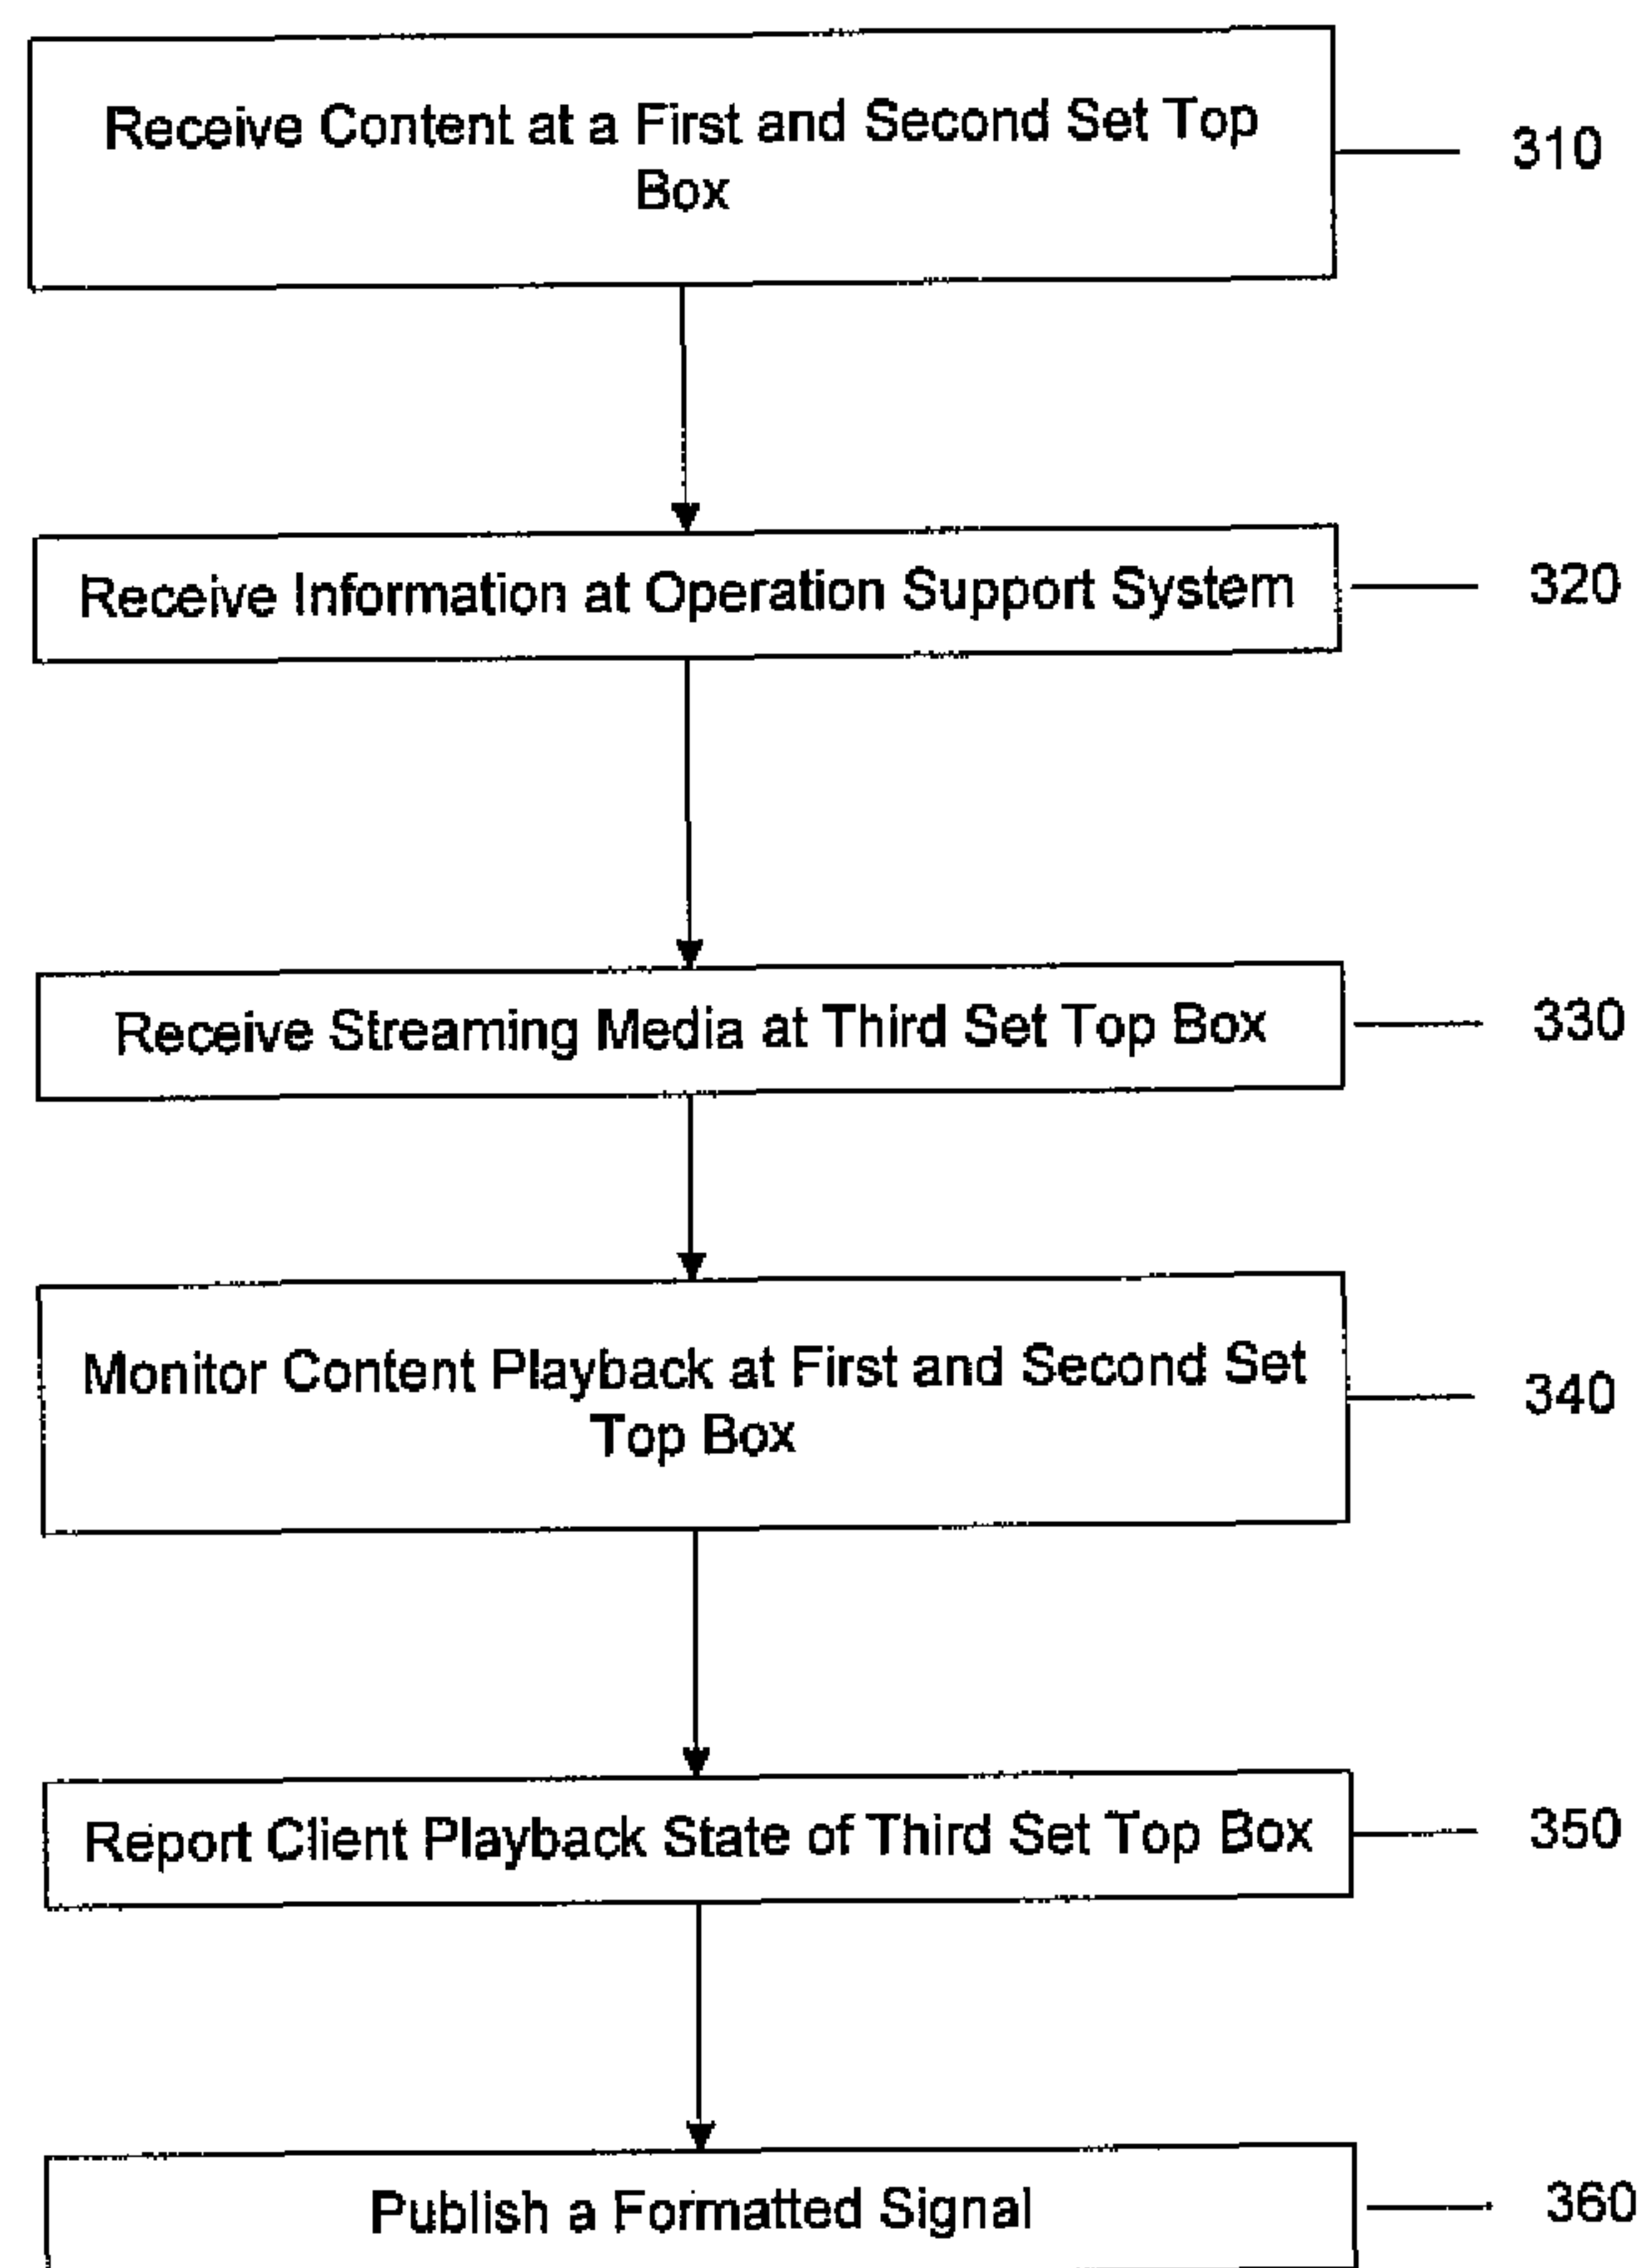 Receive Content at a First and Second Set Top
Box
310
Receive Information at Operation Support System
320
Receive Streaming Media at Third Set Top Box
330
Monitor Content Playback at First and Second Set
Top Box
340
Report Client Playback State of Third Set Top Box
350
Publish a Formatted Signal
360